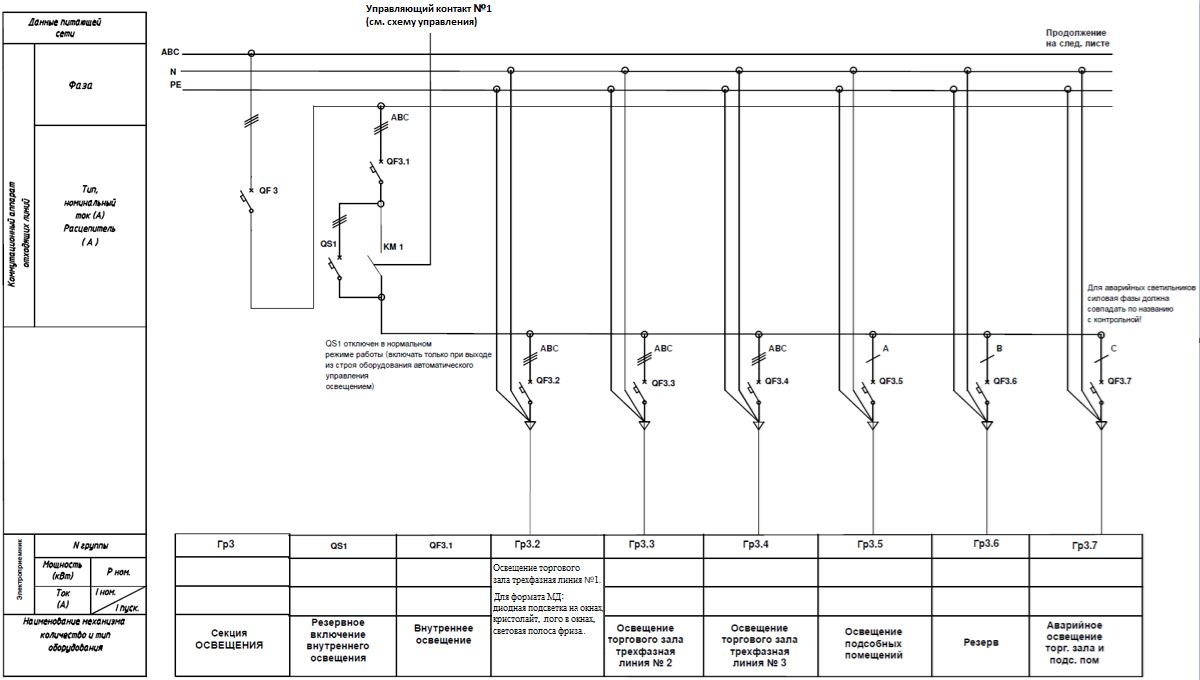 Управляющий контакт №1
(см. схему управления)
Данные питающей
сети
Продолжение
на след. листе
ABC
N
PE
Фаза
ABC
QF3.1
QF 3
Коммутационный аппарат
отходящих линий
Тип,
номинальный
ток (А)
Расцепитель
( А )
QS1
КМ 1
Для аварийных светильников
силовая фазы должна
совпадать по названию
с контрольной!
QS1 отключен в нормальном
режиме работы (включать только при выходе
из строя оборудования автоматического
управления
освещением)
ABC
ABC
ABC
A
B
C
QF3.2
QF3.3
QF3.4
QF3.5
QF3.6
QF3.7
Электроприемник
N группы
Гр3
QS1
QF3.1
Гр3.2
Гр3.3
Гр3.4
Гр3.5
Гр3.6
Гр3.7
Мощность
(кВт)
Р ном.
Ток
(А)
I ном.
I пуск.
Наименование механизма
количество и тип
оборудования
Секция
ОСВЕЩЕНИЯ
Резервное
включение
внутреннего
освещения
Внутреннее
освещение
Освещение торгового
зала трехфазная линия №1.
Для формата МД:
диодная подсветка на окнах,
кристолайт, лого в окнах,
световая полоса фриза.
Освещение
торгового зала
трехфазная
линия № 2
Освещение
торгового зала
трехфазная
линия № 3
Освещение
подсобных
помещений
Резерв
Аварийное
освещение
торг. зала и
подс. пом